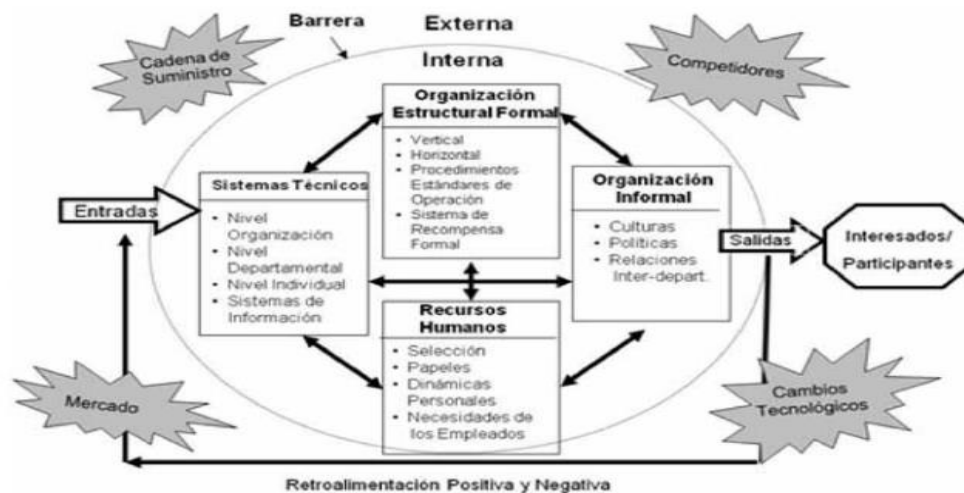 Barrera
Externa
Cadena de
Suministro
Competidores
Interna
Organización
Estructural Formal
• Vertical
• Horizontal
• Procedimientos
Estándares de
Operación
• Sistema de
Recompensa
Formal
Entradas
Sistemas Técnicos
• Nivel
Organización
• Nivel
Departamental
• Nivel Individual
• Sistemas de
Información
Organización
Informal
• Culturas
• Políticas
• Relaciones
Inter-depart.
Salidas
Interesados/
Participantes
Recursos
Humanos
• Selección
• Papeles
• Dinámicas
Personales
• Necesidades de
los Empleados
Mercado
Cambios
Tecnológicos
Retroalimentación Positiva y Negativa